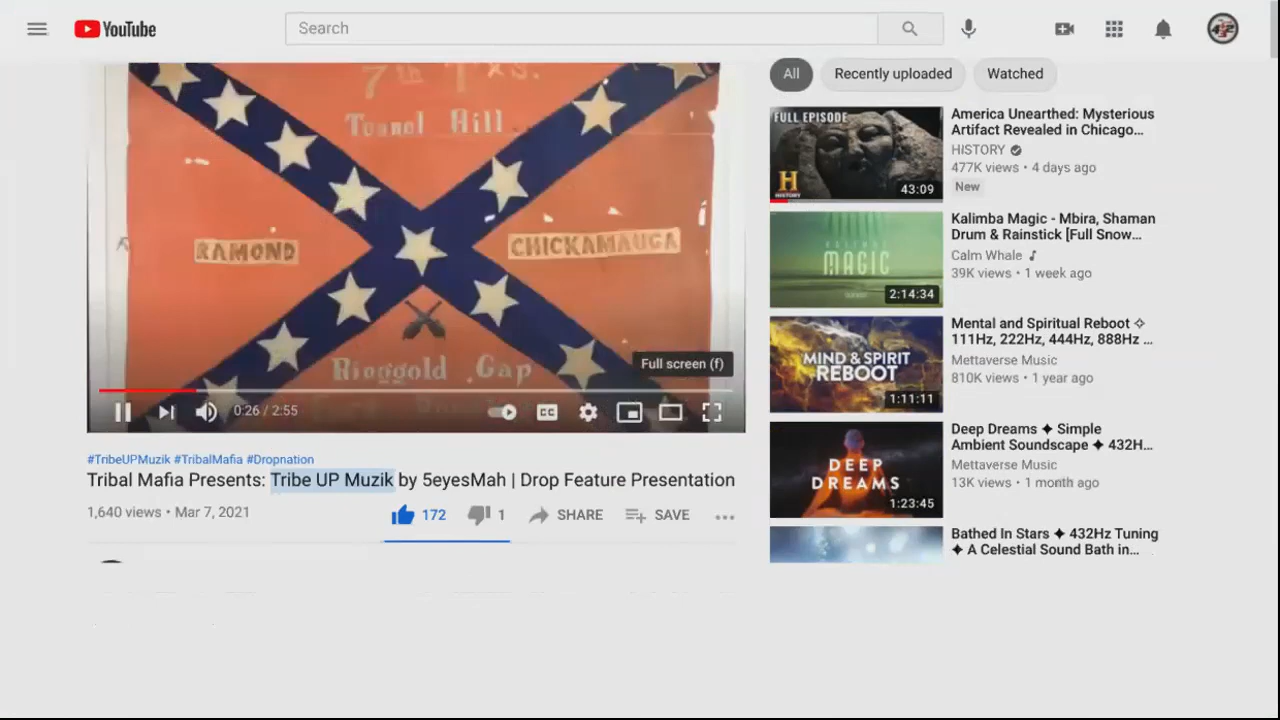 YouTube
Search
7th Txs.
Tunnel Hill
RAMOND
CHICKAMAUGA
Ringgold Gap
Full screen (f)
0:26 / 2:55
CC
#TribeUPMuzik #TribalMafia #Dropnation
Tribal Mafia Presents: Tribe UP Muzik by 5eyesMah | Drop Feature Presentation
1,640 views • Mar 7, 2021
172
1
SHARE
SAVE
All
Recently uploaded
Watched
FULL EPISODE
H
HISTORY
43:09
America Unearthed: Mysterious
Artifact Revealed in Chicago...
HISTORY
477K views • 4 days ago
New
MAGIC
2:14:34
Kalimba Magic - Mbira, Shaman
Drum & Rainstick [Full Snow...
Calm Whale
39K views • 1 week ago
MIND & SPIRIT
REBOOT
1:11:11
Mental and Spiritual Reboot ✧
111Hz, 222Hz, 444Hz, 888Hz ...
Mettaverse Music
810K views • 1 year ago
DEEP
DREAMS
1:23:45
Deep Dreams ✦ Simple
Ambient Soundscape ✦ 432H...
Mettaverse Music
13K views • 1 month ago
Bathed In Stars ✦ 432Hz Tuning
✦ A Celestial Sound Bath in...